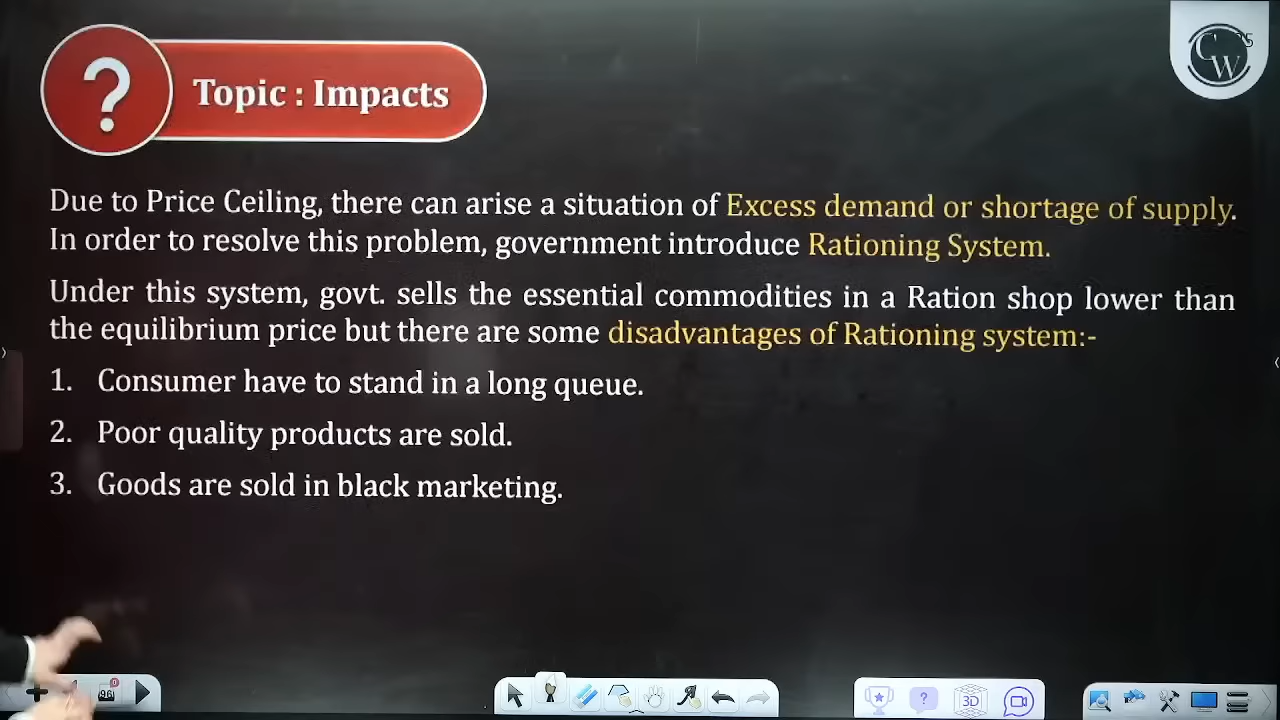 ?
Topic : Impacts
CW
Due to Price Ceiling, there can arise a situation of Excess demand or shortage of supply.
In order to resolve this problem, government introduce Rationing System.
Under this system, govt. sells the essential commodities in a Ration shop lower than
the equilibrium price but there are some disadvantages of Rationing system:-
1. Consumer have to stand in a long queue.
2. Poor quality products are sold.
3. Goods are sold in black marketing.
?
3D